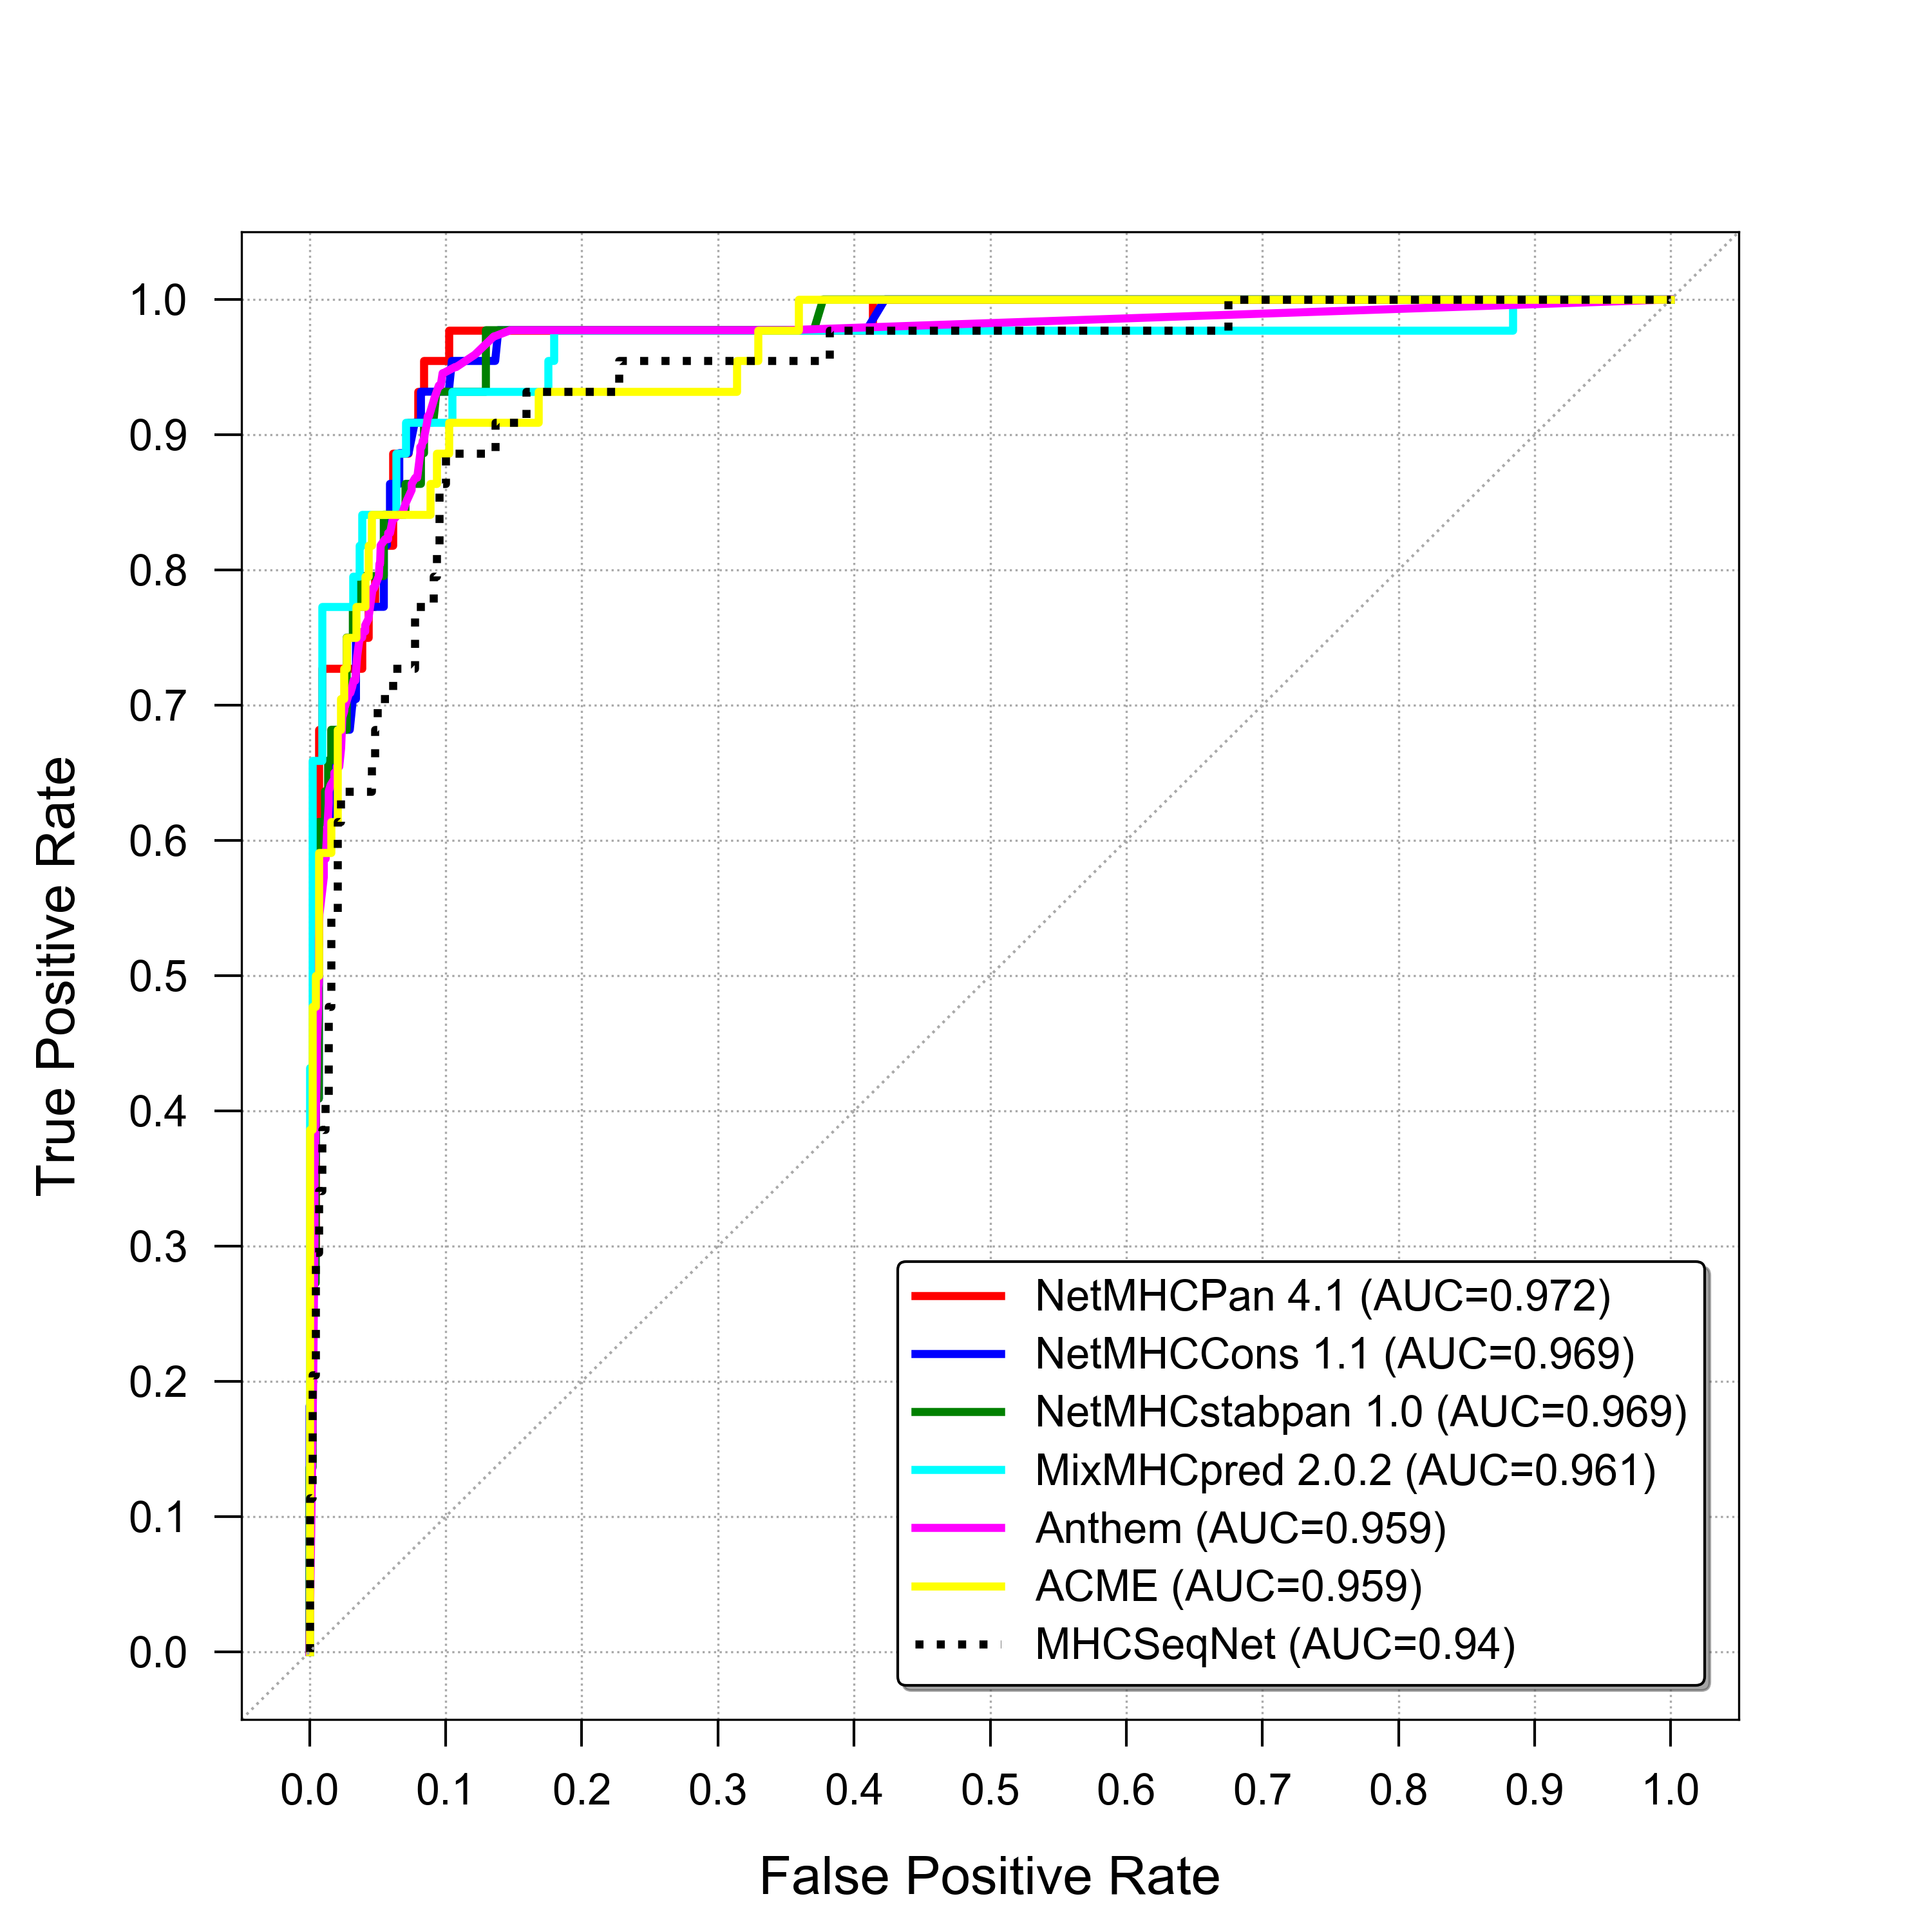 True Positive Rate
1.0
0.9
0.8
0.7
0.6
0.5
0.4
0.3
0.2
0.1
0.0
NetMHCPan 4.1 (AUC=0.972)
NetMHCCons 1.1 (AUC=0.969)
NetMHCstabpan 1.0 (AUC=0.969)
MixMHCpred 2.0.2 (AUC=0.961)
Anthem (AUC=0.959)
ACME (AUC=0.959)
MHCSeqNet (AUC=0.94)
0.0 0.1 0.2 0.3 0.4 0.5 0.6 0.7 0.8 0.9 1.0
False Positive Rate